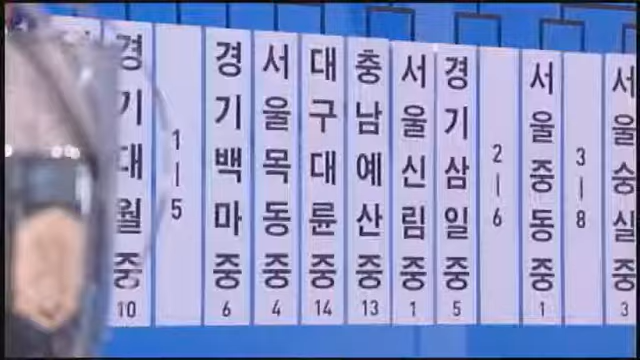 경기대월중
10
1-5
경기백마중
6
서울목동중
4
대구대륜중
14
충남예산중
13
서울신림중
1
경기삼일중
5
2-6
서울중동중
1
3-8
서울숭실중
3